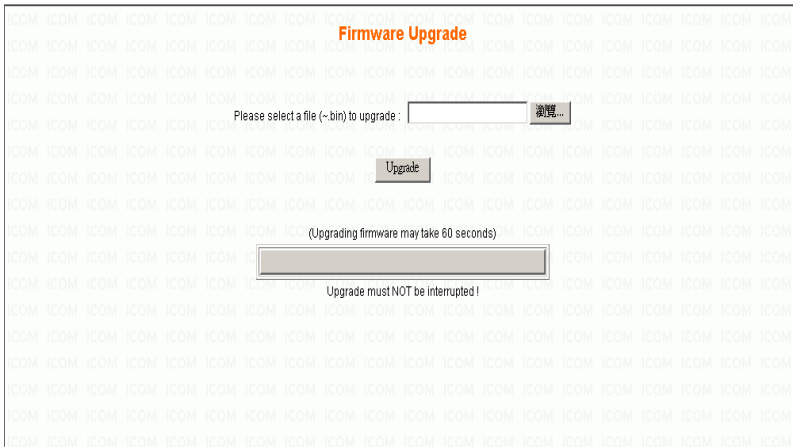 Firmware Upgrade
Please select a file (~.bin) to upgrade : 瀏覽...
Upgrade
(Upgrading firmware may take 60 seconds)
Upgrade must NOT be interrupted !
ICOM